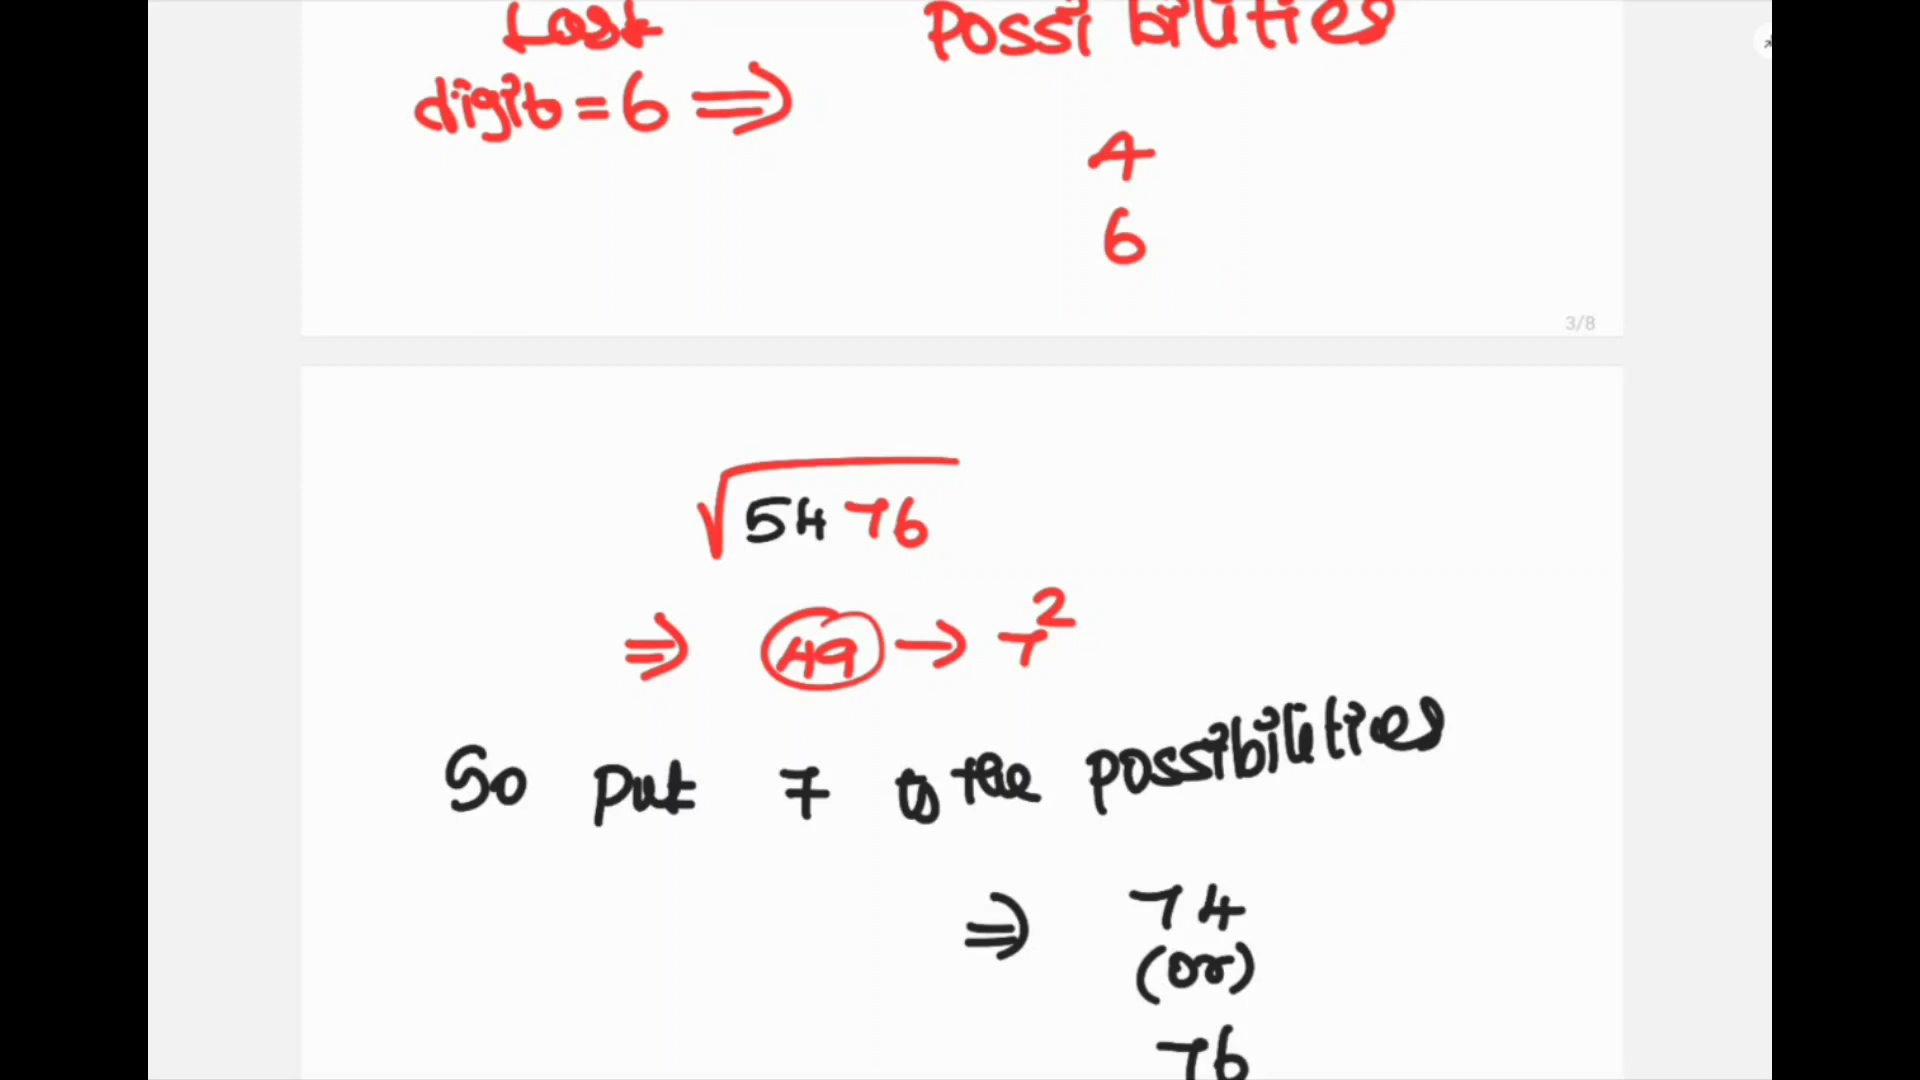 Last Possibilities
digit = 6 ⇒
4
6
3/8
√5476
⇒ 49 → 7²
So put 7 to the possibilities
⇒ 74
(or)
76